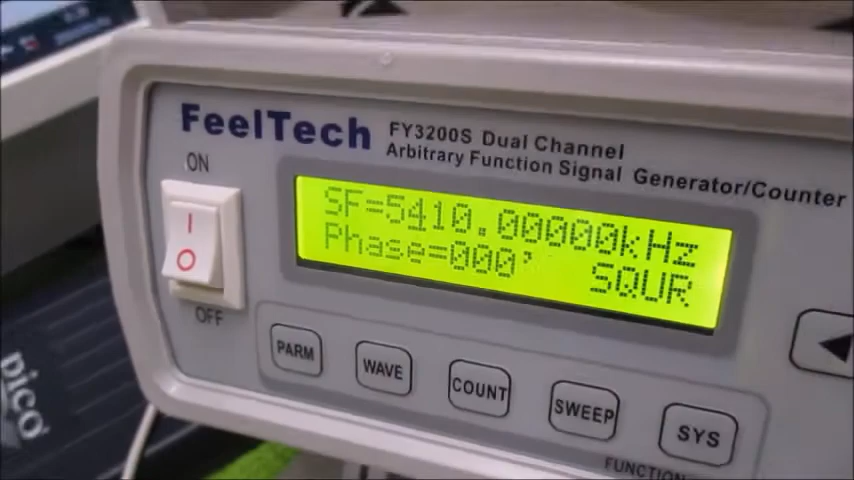 FeelTech
FY3200S Dual Channel
Arbitrary Function Signal Generator/Counter
ON
SF=5410.00000kHz
Phase=000' SQUR
OFF
PARM
WAVE
COUNT
SWEEP
SYS
FUNCTION
pico